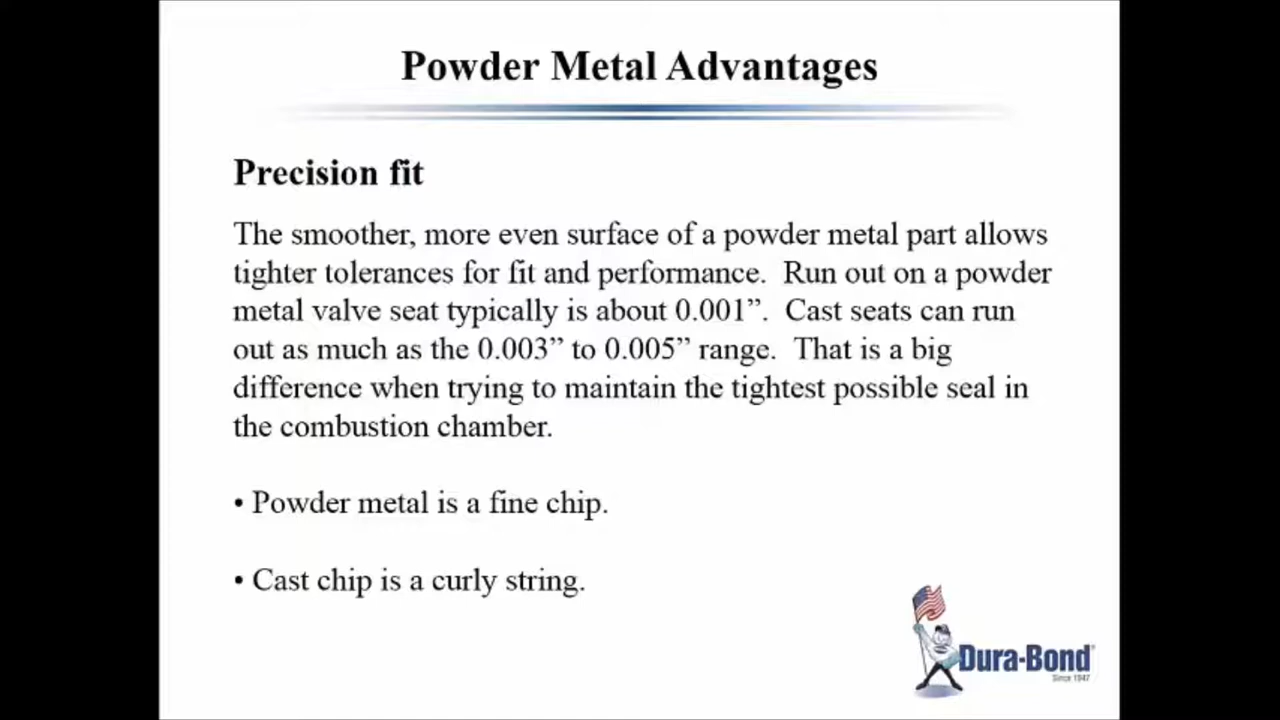 Powder Metal Advantages
Precision fit
The smoother, more even surface of a powder metal part allows
tighter tolerances for fit and performance.  Run out on a powder
metal valve seat typically is about 0.001”.  Cast seats can run
out as much as the 0.003” to 0.005” range.  That is a big
difference when trying to maintain the tightest possible seal in
the combustion chamber.
• Powder metal is a fine chip.
• Cast chip is a curly string.
Dura-Bond®
Since 1947